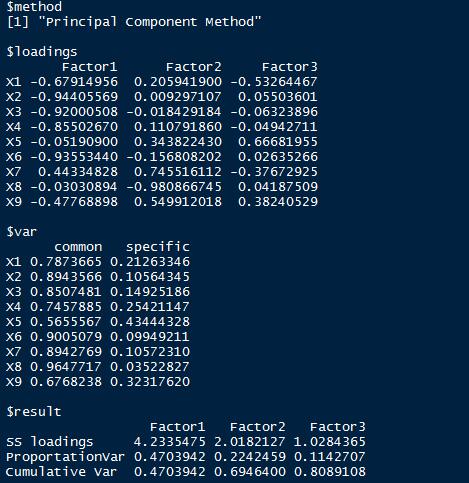 $method
[1] "Principal Component Method"
$loadings
Factor1 Factor2 Factor3
X1 -0.67914956 0.205941900 -0.53264467
X2 -0.94405569 0.009297107 0.05503601
X3 -0.92000508 -0.018429184 -0.06323896
X4 -0.85502670 0.110791860 -0.04942711
X5 -0.05190900 0.343822430 0.66681955
X6 -0.93553440 -0.156808202 0.02635266
X7 0.44334828 0.745516112 -0.37672925
X8 -0.03030894 -0.980866745 0.04187509
X9 -0.47768898 0.549912018 0.38240529
$var
common specific
X1 0.7873665 0.21263346
X2 0.8943566 0.10564345
X3 0.8507481 0.14925186
X4 0.7457885 0.25421147
X5 0.5655567 0.43444328
X6 0.9005079 0.09949211
X7 0.8942769 0.10572310
X8 0.9647717 0.03522827
X9 0.6768238 0.32317620
$result
Factor1 Factor2 Factor3
SS loadings 4.2335475 2.0182127 1.0284365
ProportationVar 0.4703942 0.2242459 0.1142707
Cumulative Var 0.4703942 0.6946400 0.8089108